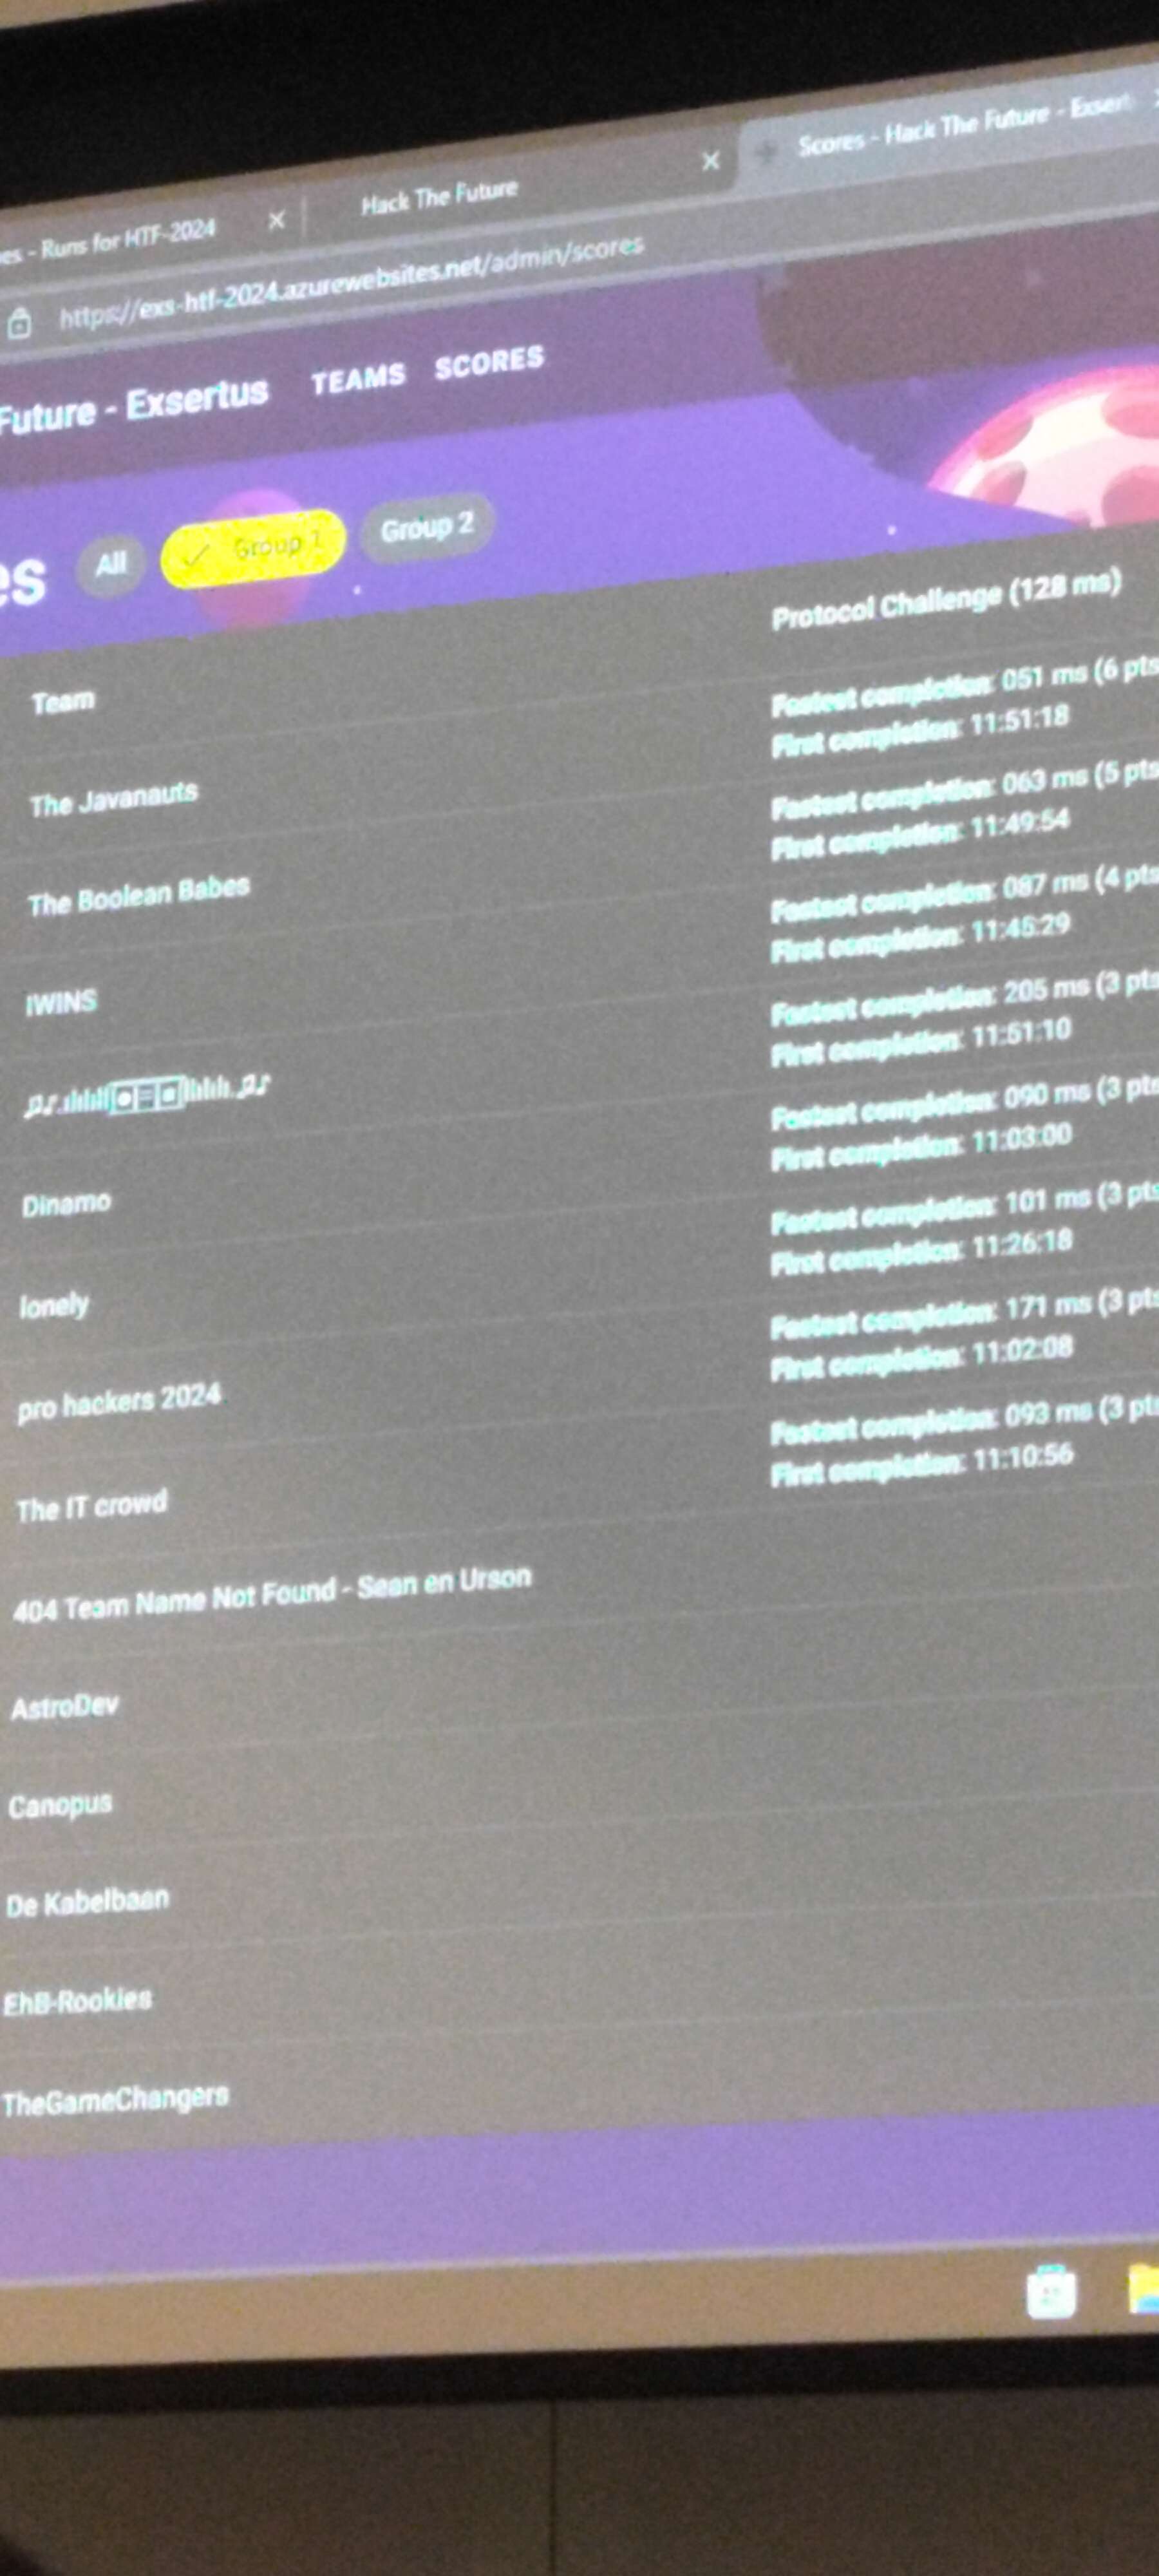 es - Runs for HTF-2024
Hack The Future
Scores - Hack The Future - Exsert
https://exs-htf-2024.azurewebsites.net/admin/scores
Future - Exsertus TEAMS SCORES
es All Group 1 Group 2
Team Protocol Challenge (128 ms)
The Javanauts
Fastest completion: 051 ms (6 pts
First completion: 11:51:18
The Boolean Babes
Fastest completion: 063 ms (5 pts
First completion: 11:49:54
IWINS
Fastest completion: 087 ms (4 pts
First completion: 11:45:29
Fastest completion: 205 ms (3 pts
First completion: 11:51:10
Dinamo
Fastest completion: 090 ms (3 pts
First completion: 11:03:00
lonely
Fastest completion: 101 ms (3 pts
First completion: 11:26:18
pro hackers 2024
Fastest completion: 171 ms (3 pts
First completion: 11:02:08
The IT crowd
Fastest completion: 093 ms (3 pts
First completion: 11:10:56
404 Team Name Not Found - Sean en Urson
AstroDev
Canopus
De Kabelbaan
EhB-Rookies
TheGameChangers